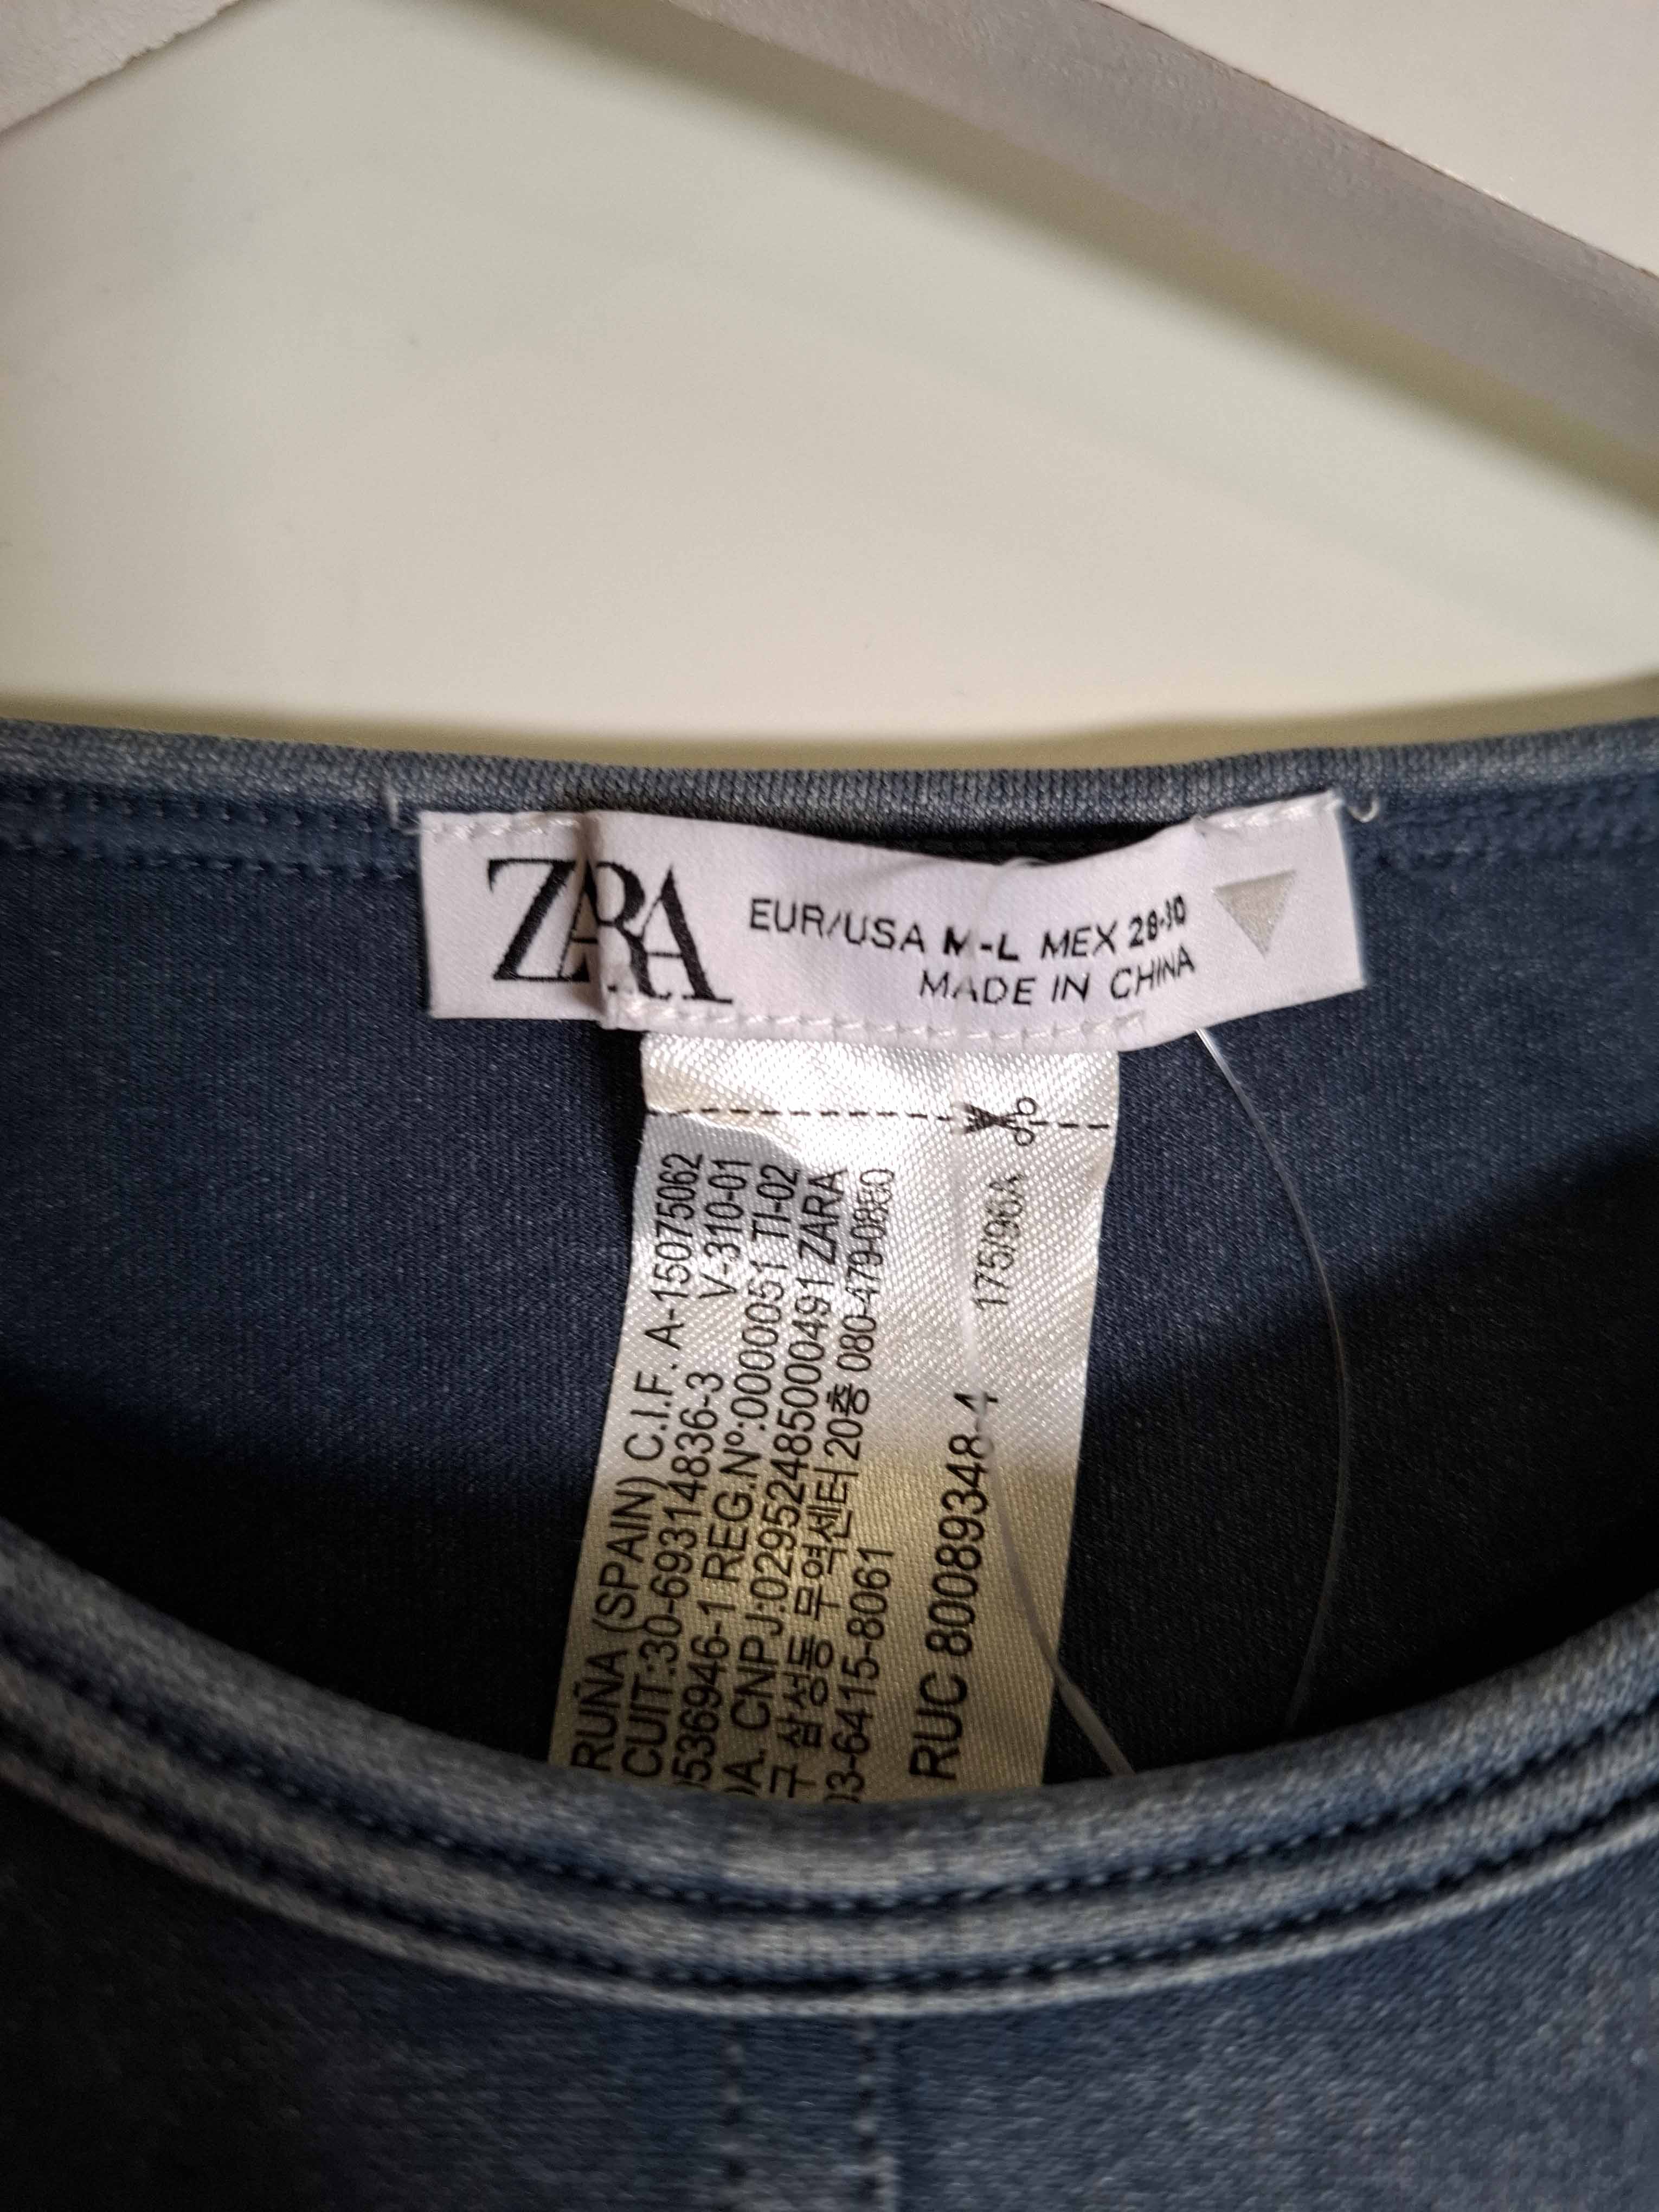 ZARA
EUR/USA M-L MEX 28-30
MADE IN CHINA
RUÑA (SPAIN) C.I.F. A-15075062
CUIT:30-69314836-3 V-310-01
0536946-1 REG.Nº:0000051 TI-02
DA. CNPJ:02952485000491 ZARA
구 삼성동 무역센터 20층 080-479-0880
03-6415-8061
RUC 80089348-4 175/96A